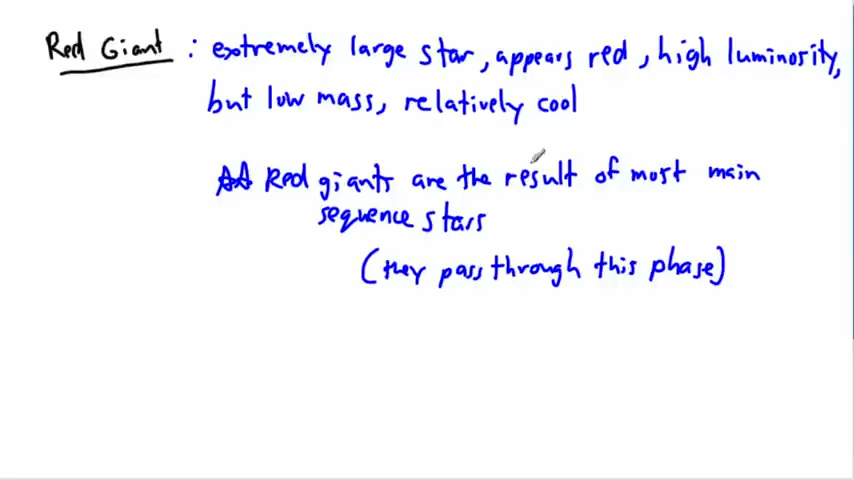 Red Giant : extremely large star, appears red, high luminosity,
but low mass, relatively cool
Red giants are the result of most main
sequence stars
(they pass through this phase)